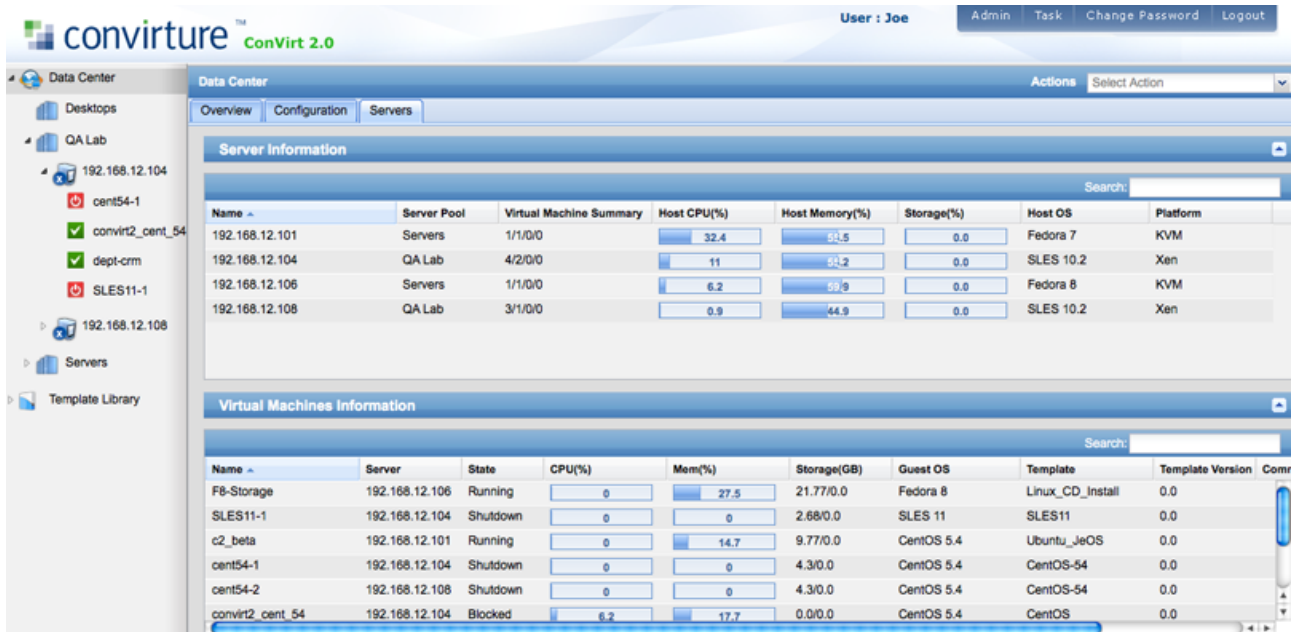 convirture™ ConVirt 2.0
User : Joe Admin Task Change Password Logout
Data Center
Desktops
QA Lab
192.168.12.104
cent54-1
convirt2_cent_54
dept-crm
SLES11-1
192.168.12.108
Servers
Template Library
Data Center Actions Select Action
Overview Configuration Servers
Server Information
Search:
Name Server Pool Virtual Machine Summary Host CPU(%) Host Memory(%) Storage(%) Host OS Platform
192.168.12.101 Servers 1/1/0/0 32.4 0.0 Fedora 7 KVM
192.168.12.104 QA Lab 4/2/0/0 11 0.0 SLES 10.2 Xen
192.168.12.106 Servers 1/1/0/0 6.2 59.9 0.0 Fedora 8 KVM
192.168.12.108 QA Lab 3/1/0/0 0.9 44.9 0.0 SLES 10.2 Xen
Virtual Machines Information
Search:
Name Server State CPU(%) Mem(%) Storage(GB) Guest OS Template Template Version
F8-Storage 192.168.12.106 Running 0 27.5 21.77/0.0 Fedora 8 Linux_CD_Install 0.0
SLES11-1 192.168.12.104 Shutdown 0 0 2.68/0.0 SLES 11 SLES11 0.0
c2_beta 192.168.12.101 Running 0 14.7 9.77/0.0 CentOS 5.4 Ubuntu_JeOS 0.0
cent54-1 192.168.12.104 Shutdown 0 0 4.3/0.0 CentOS 5.4 CentOS-54 0.0
cent54-2 192.168.12.108 Shutdown 0 0 4.3/0.0 CentOS 5.4 CentOS-54 0.0
convirt2_cent_54 192.168.12.104 Blocked 6.2 17.7 0.0/0.0 CentOS 5.4 CentOS 0.0